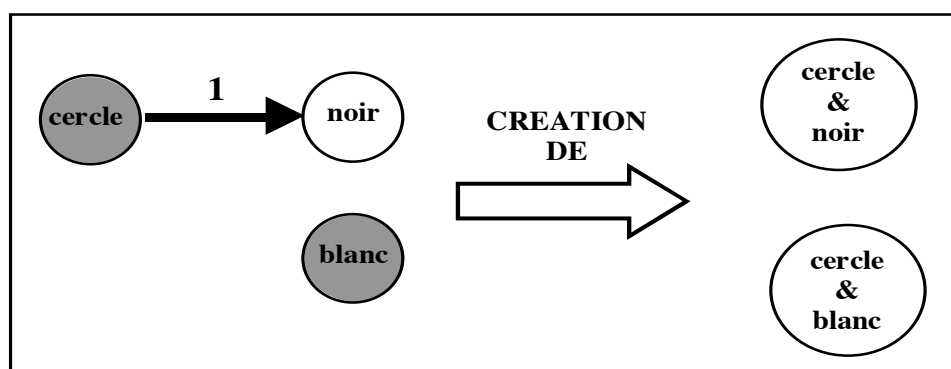 cercle
1
noir
blanc
CREATION
DE
cercle
&
noir
cercle
&
blanc